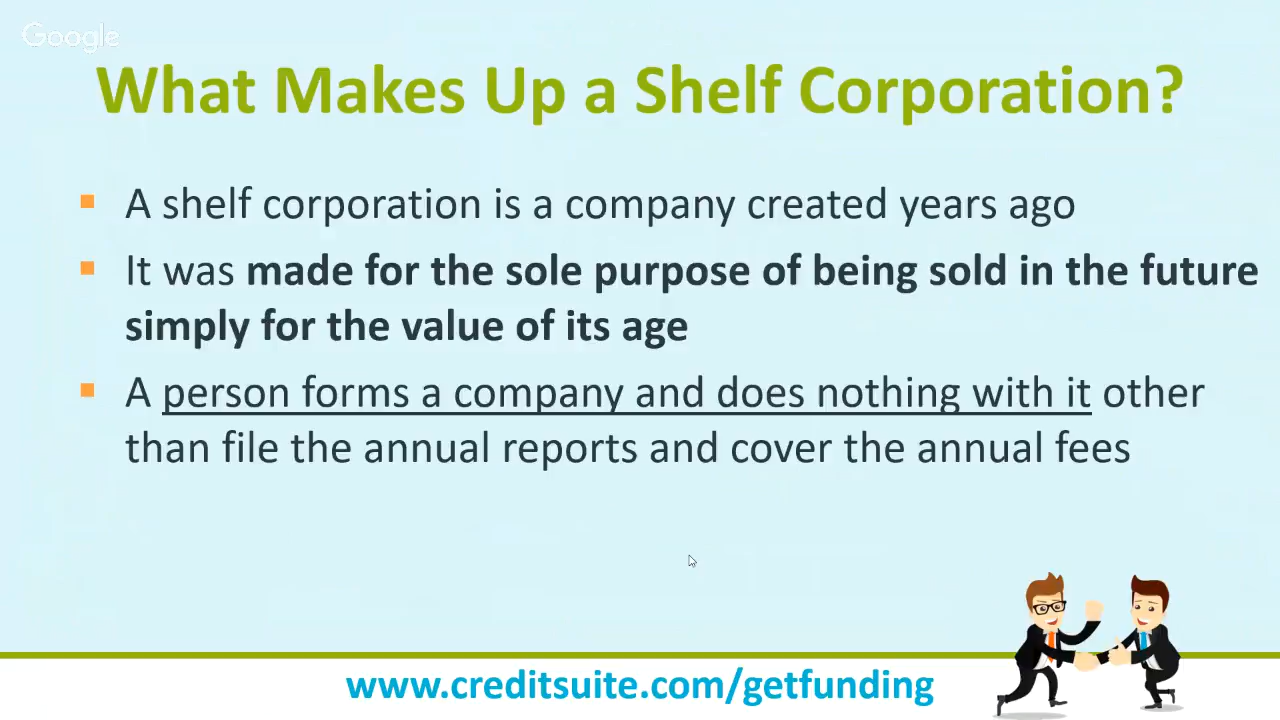 Google
What Makes Up a Shelf Corporation?
A shelf corporation is a company created years ago
It was made for the sole purpose of being sold in the future
simply for the value of its age
A person forms a company and does nothing with it other
than file the annual reports and cover the annual fees
www.creditsuite.com/getfunding